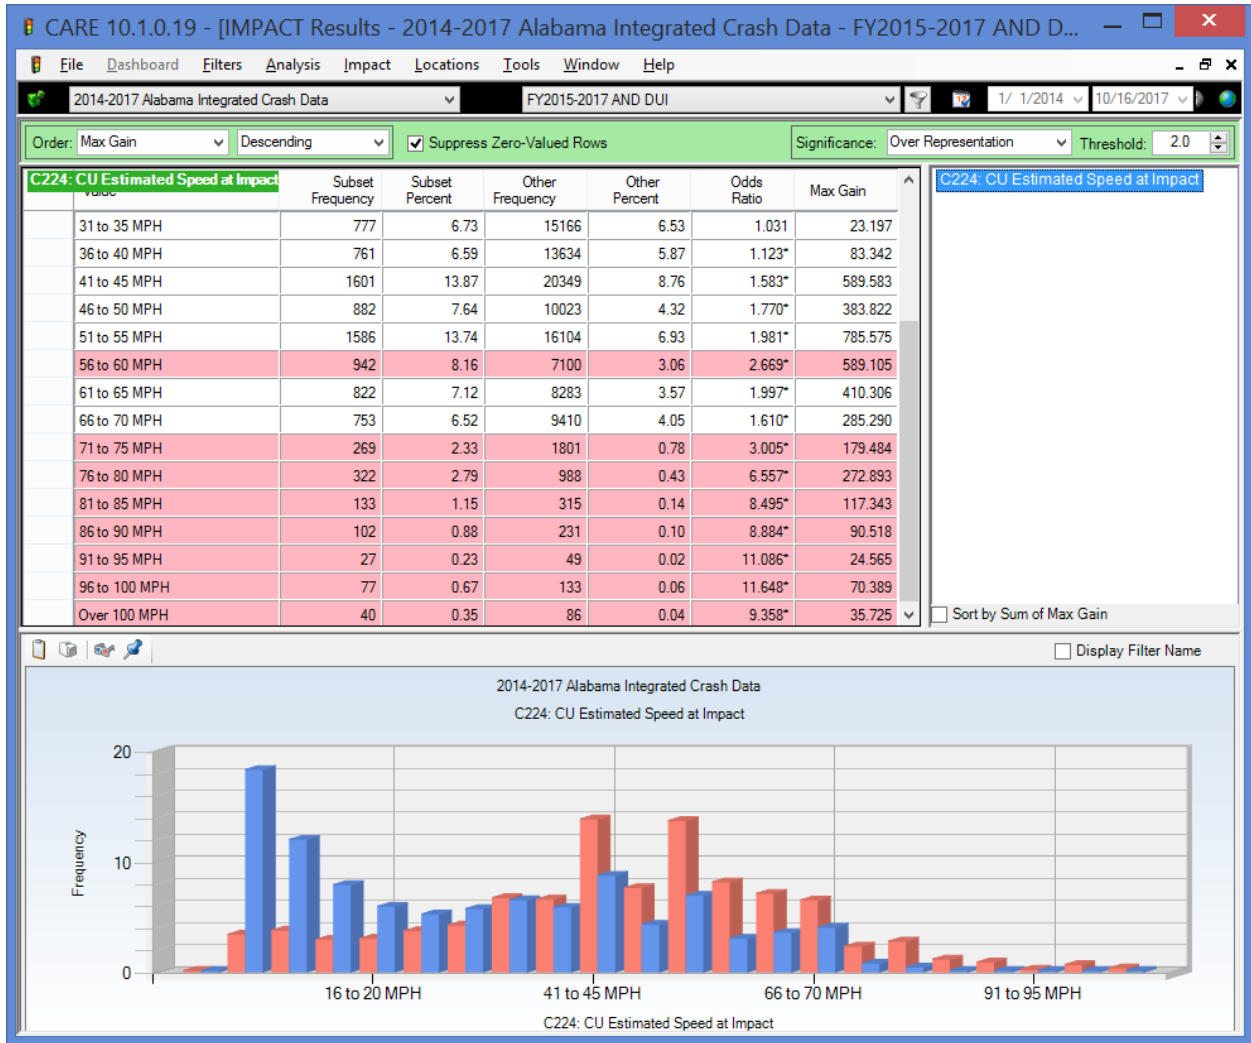 CARE 10.1.0.19 - [IMPACT Results - 2014-2017 Alabama Integrated Crash Data - FY2015-2017 AND D...
File Dashboard Filters Analysis Impact Locations Tools Window Help
2014-2017 Alabama Integrated Crash Data FY2015-2017 AND DUI 1/ 1/2014 10/16/2017
Order: Max Gain Descending Suppress Zero-Valued Rows Significance: Over Representation Threshold: 2.0
C224: CU Estimated Speed at Impact
Subset Frequency Subset Percent Other Frequency Other Percent Odds Ratio Max Gain
31 to 35 MPH 777 6.73 15166 6.53 1.031 23.197
36 to 40 MPH 761 6.59 13634 5.87 1.123* 83.342
41 to 45 MPH 1601 13.87 20349 8.76 1.583* 589.583
46 to 50 MPH 882 7.64 10023 4.32 1.770* 383.822
51 to 55 MPH 1586 13.74 16104 6.93 1.981* 785.575
56 to 60 MPH 942 8.16 7100 3.06 2.669* 589.105
61 to 65 MPH 822 7.12 8283 3.57 1.997* 410.306
66 to 70 MPH 753 6.52 9410 4.05 1.610* 285.290
71 to 75 MPH 269 2.33 1801 0.78 3.005* 179.484
76 to 80 MPH 322 2.79 988 0.43 6.557* 272.893
81 to 85 MPH 133 1.15 315 0.14 8.495* 117.343
86 to 90 MPH 102 0.88 231 0.10 8.884* 90.518
91 to 95 MPH 27 0.23 49 0.02 11.086* 24.565
96 to 100 MPH 77 0.67 133 0.06 11.648* 70.389
Over 100 MPH 40 0.35 86 0.04 9.358* 35.725
C224: CU Estimated Speed at Impact
Sort by Sum of Max Gain
Display Filter Name
2014-2017 Alabama Integrated Crash Data
C224: CU Estimated Speed at Impact
Frequency
20
10
0
16 to 20 MPH 41 to 45 MPH 66 to 70 MPH 91 to 95 MPH
C224: CU Estimated Speed at Impact